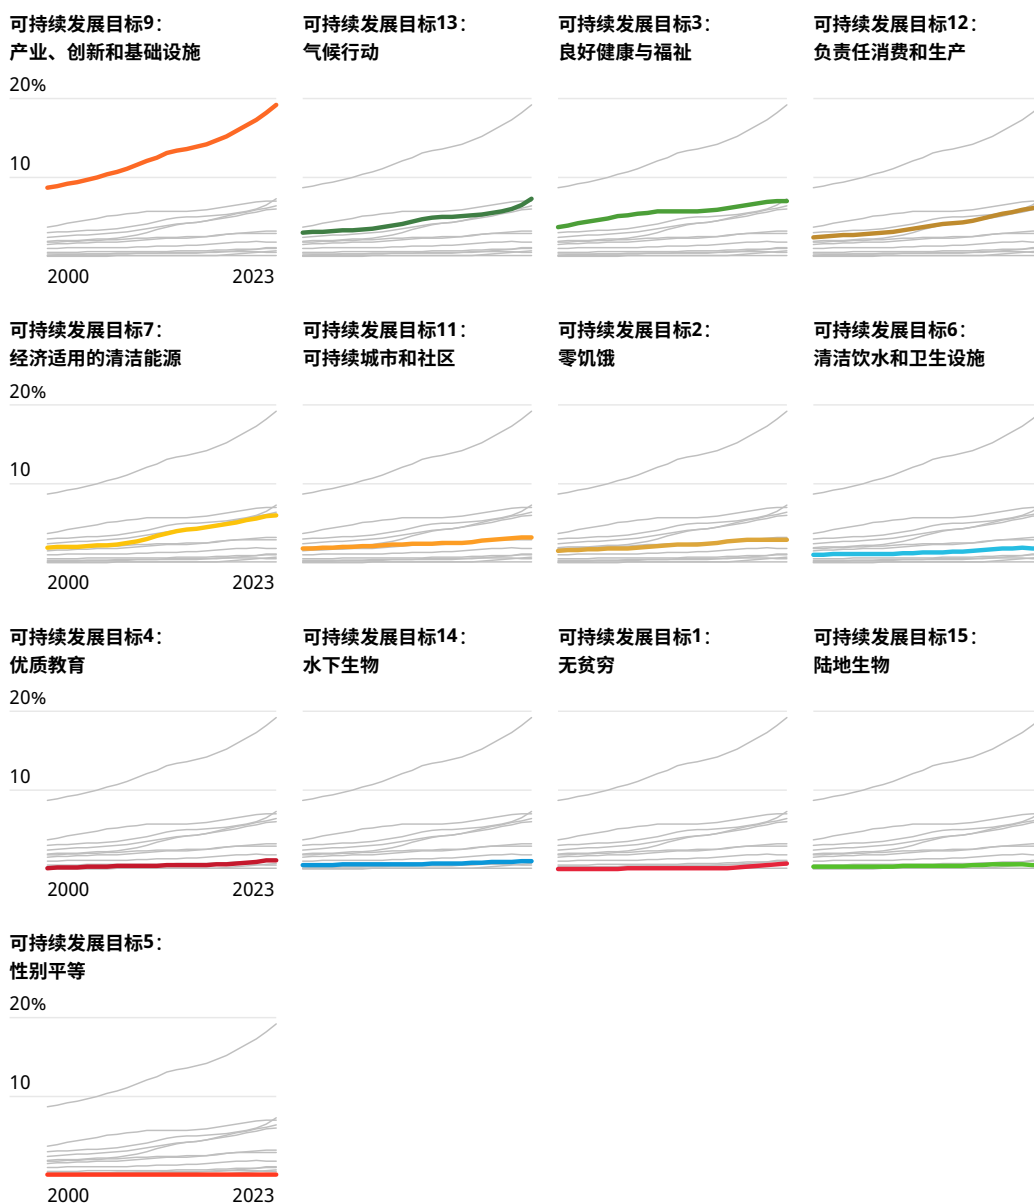 可持续发展目标9：
产业、创新和基础设施
20%
10
2000
2023
可持续发展目标13：
气候行动
可持续发展目标3：
良好健康与福祉
可持续发展目标12：
负责任消费和生产
可持续发展目标7：
经济适用的清洁能源
20%
10
2000
2023
可持续发展目标11：
可持续城市和社区
可持续发展目标2：
零饥饿
可持续发展目标6：
清洁饮水和卫生设施
可持续发展目标4：
优质教育
20%
10
2000
2023
可持续发展目标14：
水下生物
可持续发展目标1：
无贫穷
可持续发展目标15：
陆地生物
可持续发展目标5：
性别平等
20%
10
2000
2023